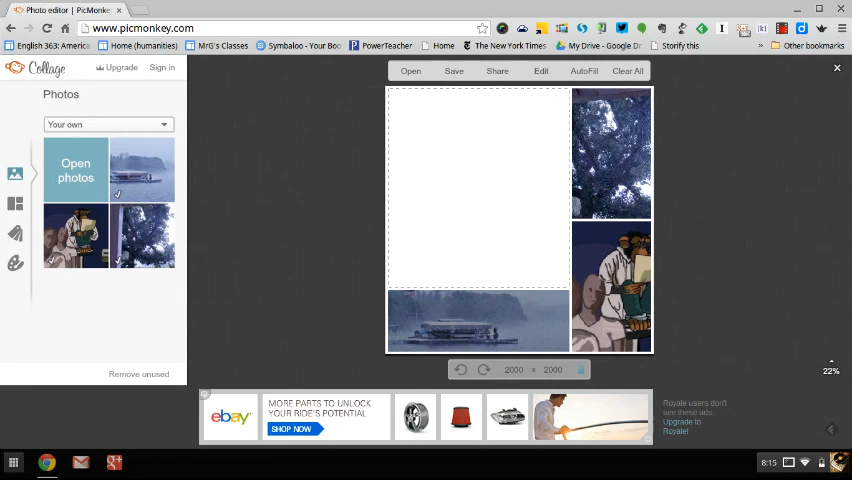 Photo editor | PicMonkey
www.picmonkey.com
English 363: America
Home (humanities)
MrG's Classes
Symbaloo - Your Boo
PowerTeacher
Home
The New York Times
My Drive - Google Dr
Storify this
»
Other bookmarks
Collage
Upgrade
Sign in
Open
Save
Share
Edit
AutoFill
Clear All
Photos
Your own
Open
photos
Remove unused
2000 x 2000
22%
ebay
MORE PARTS TO UNLOCK
YOUR RIDE'S POTENTIAL
SHOP NOW
Royale users don't
see these ads.
Upgrade to
Royale!
8:15